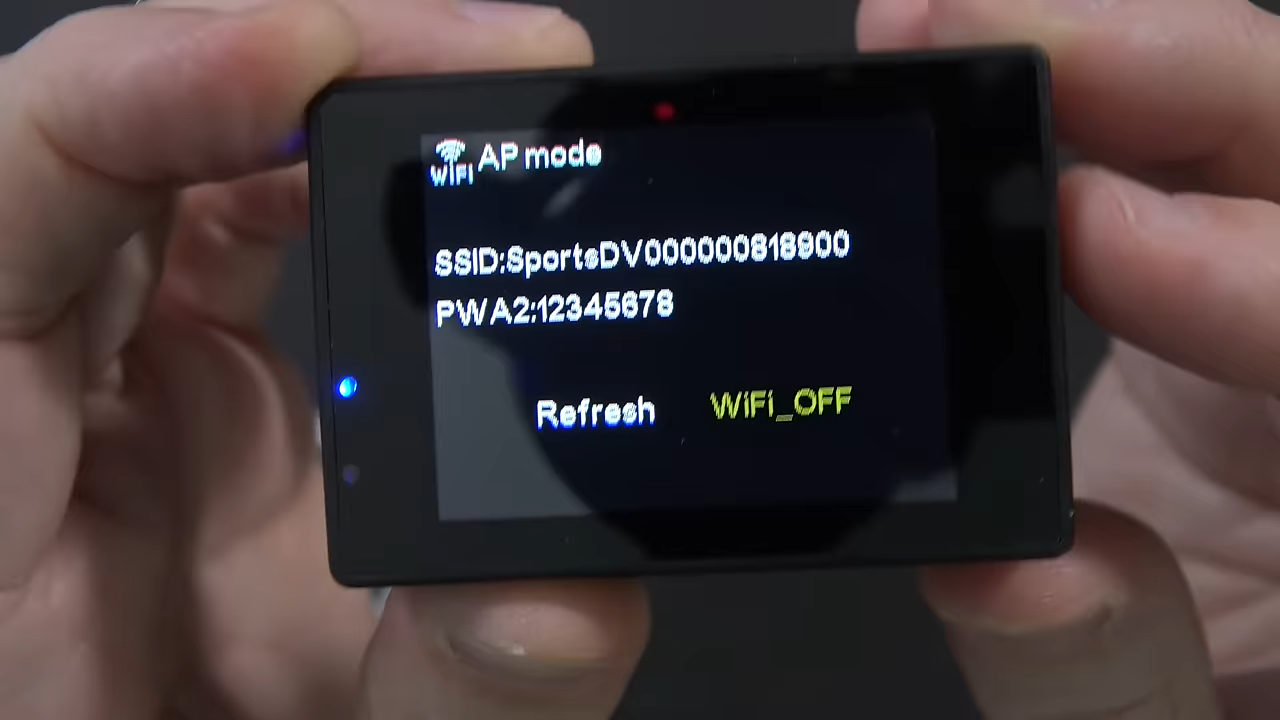 WiFi AP mode
SSID:SportsDV000000818900
PWA2:12345678
Refresh WiFi_OFF